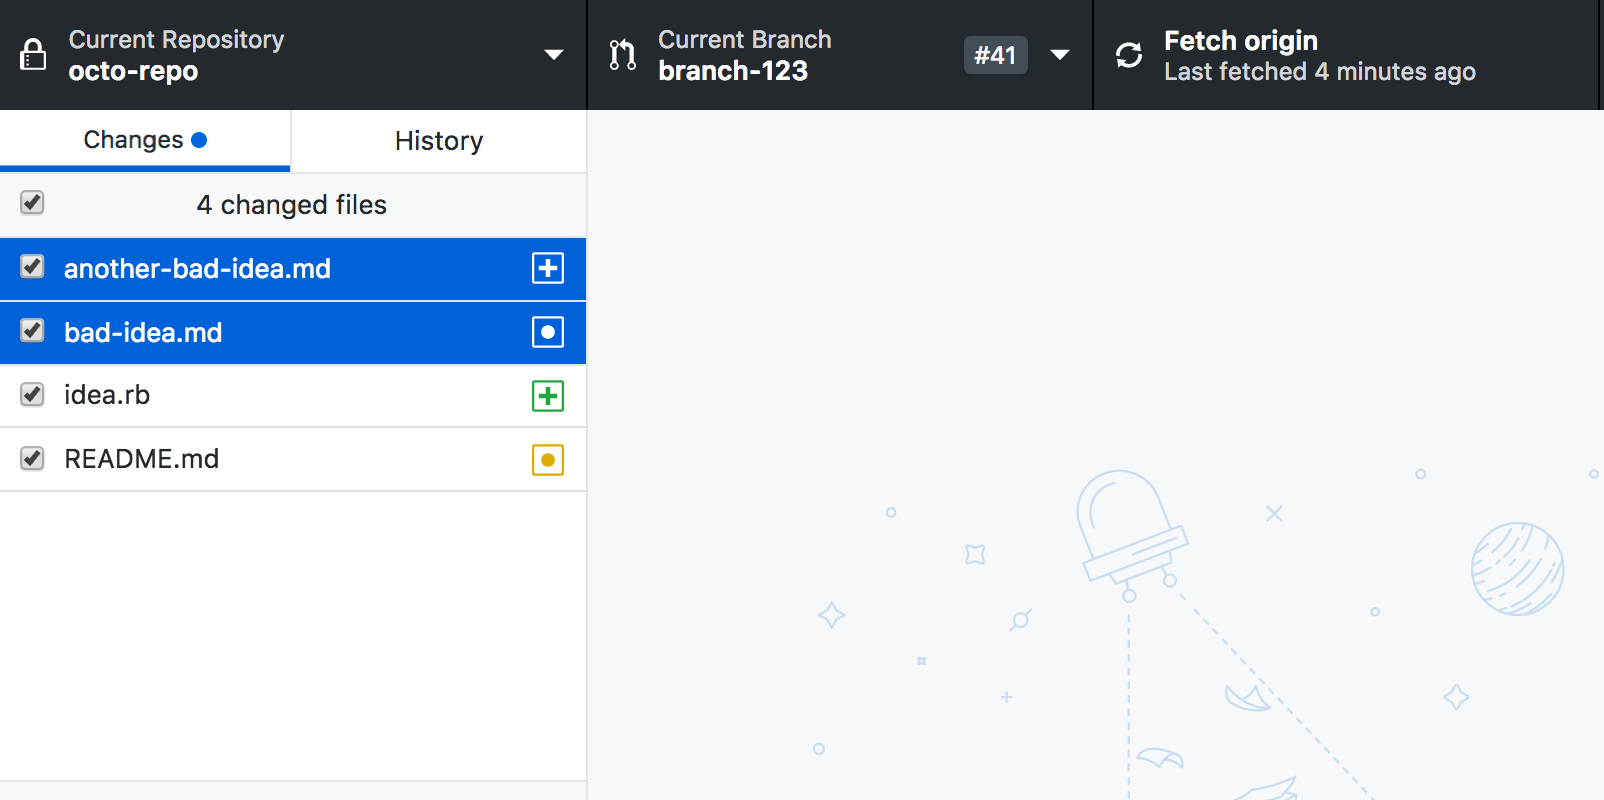 Current Repository
octo-repo
Current Branch
branch-123
#41
Fetch origin
Last fetched 4 minutes ago
Changes
History
4 changed files
another-bad-idea.md
bad-idea.md
idea.rb
README.md